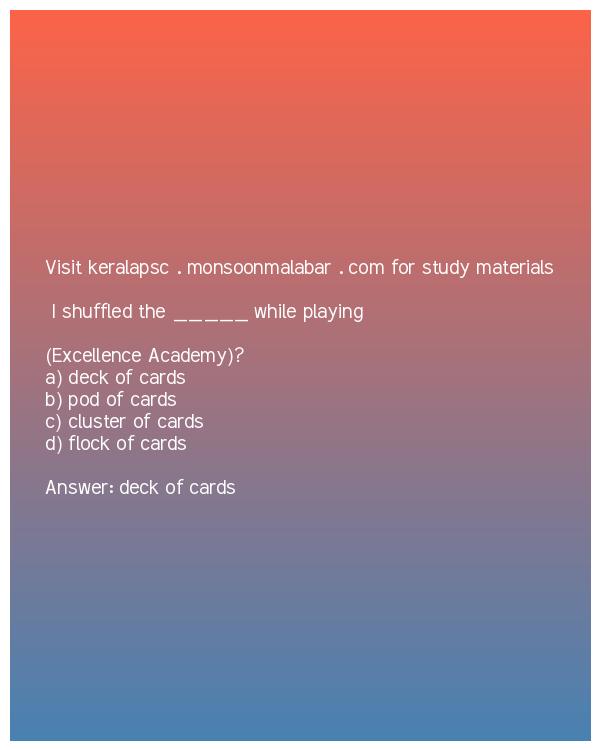 Visit keralapsc . monsoonmalabar . com for study materials
I shuffled the _____ while playing
(Excellence Academy)?
a) deck of cards
b) pod of cards
c) cluster of cards
d) flock of cards
Answer: deck of cards